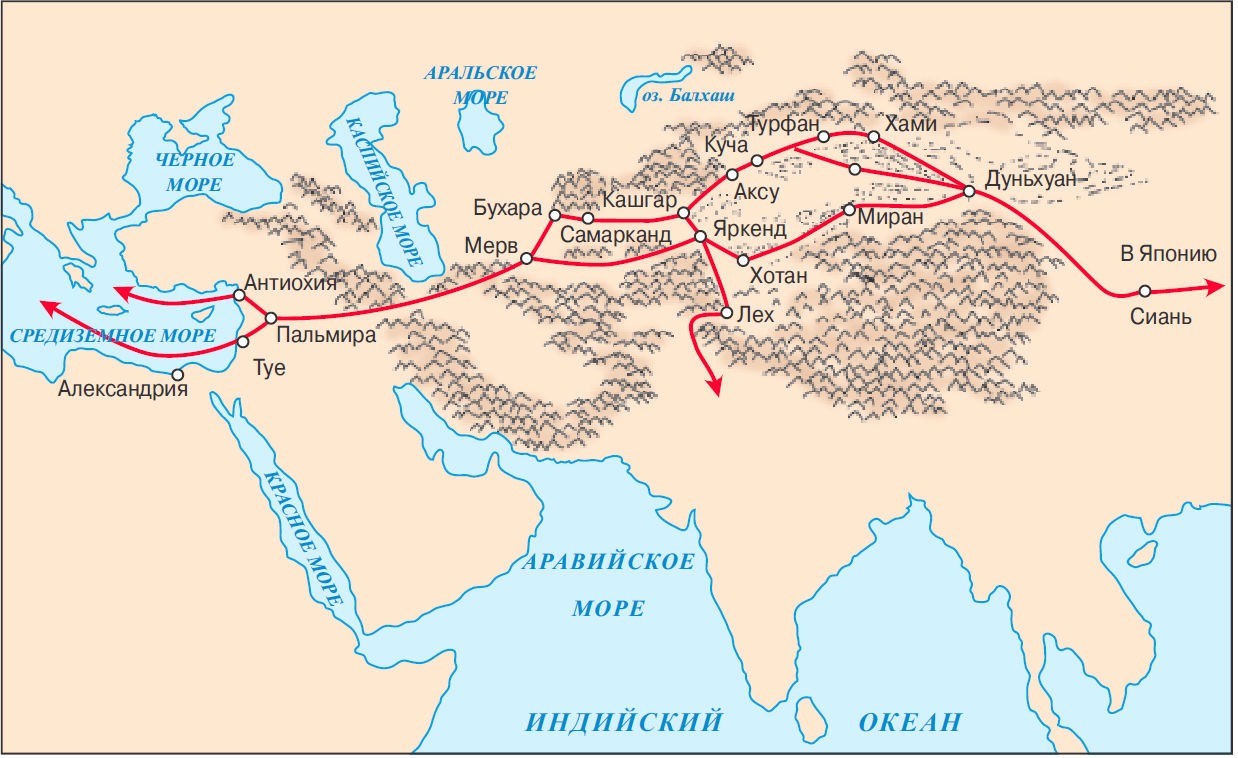 АРАЛЬСКОЕ
МОРЕ
оз. Балхаш
КАСПИЙСКОЕ МОРЕ
ЧЕРНОЕ
МОРЕ
Турфан
Хами
Куча
Аксу
Дуньхуан
Кашгар
Бухара
Самарканд
Яркенд
Миран
Мерв
Хотан
В Японию
Сиань
Антиохия
Лех
СРЕДИЗЕМНОЕ МОРЕ
Пальмира
Туе
Александрия
КРАСНОЕ МОРЕ
АРАВИЙСКОЕ
МОРЕ
ИНДИЙСКИЙ ОКЕАН